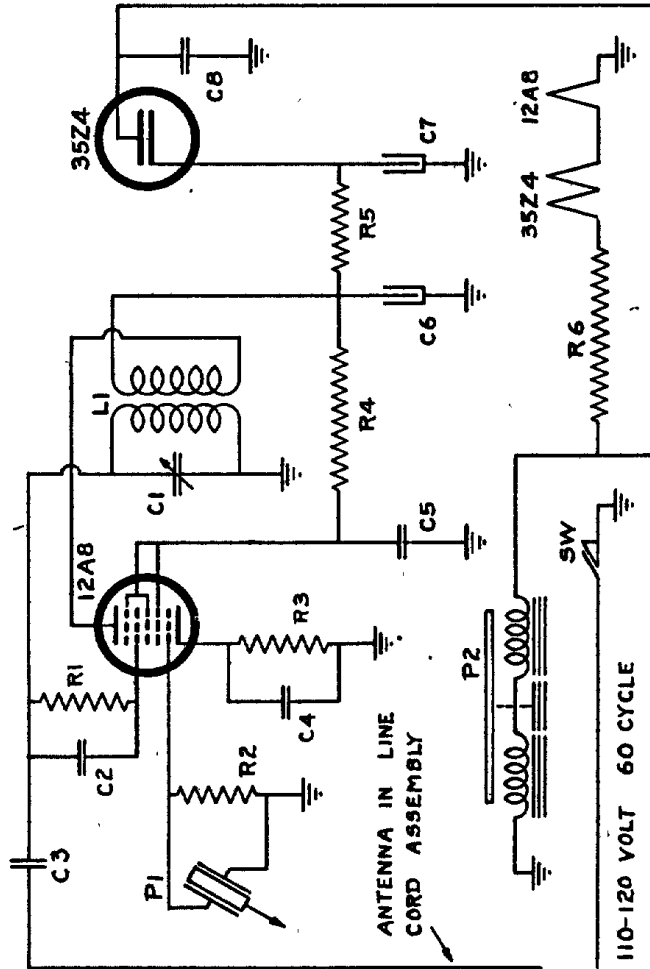 C3
C2
R1
12A8
C1
L1
35Z4
C8
P1
R2
C4
R3
C5
R4
C6
R5
C7
ANTENNA IN LINE
CORD ASSEMBLY
P2
SW
R6
35Z4
12A8
110-120 VOLT 60 CYCLE